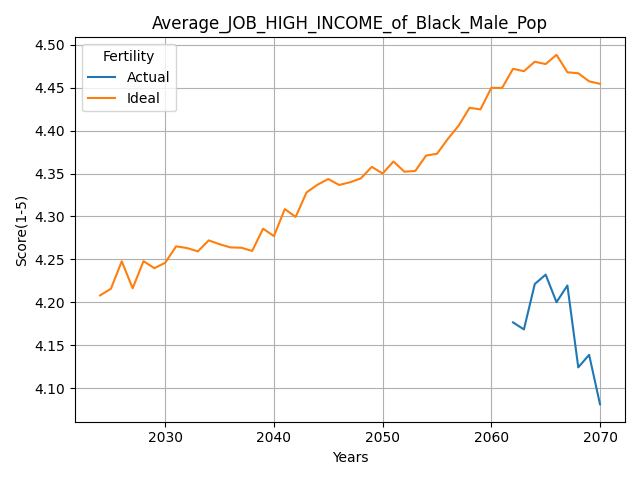 Average_JOB_HIGH_INCOME_of_Black_Male_Pop
Fertility
Actual
Ideal
Score(1-5)
4.50
4.45
4.40
4.35
4.30
4.25
4.20
4.15
4.10
2030 2040 2050 2060 2070
Years